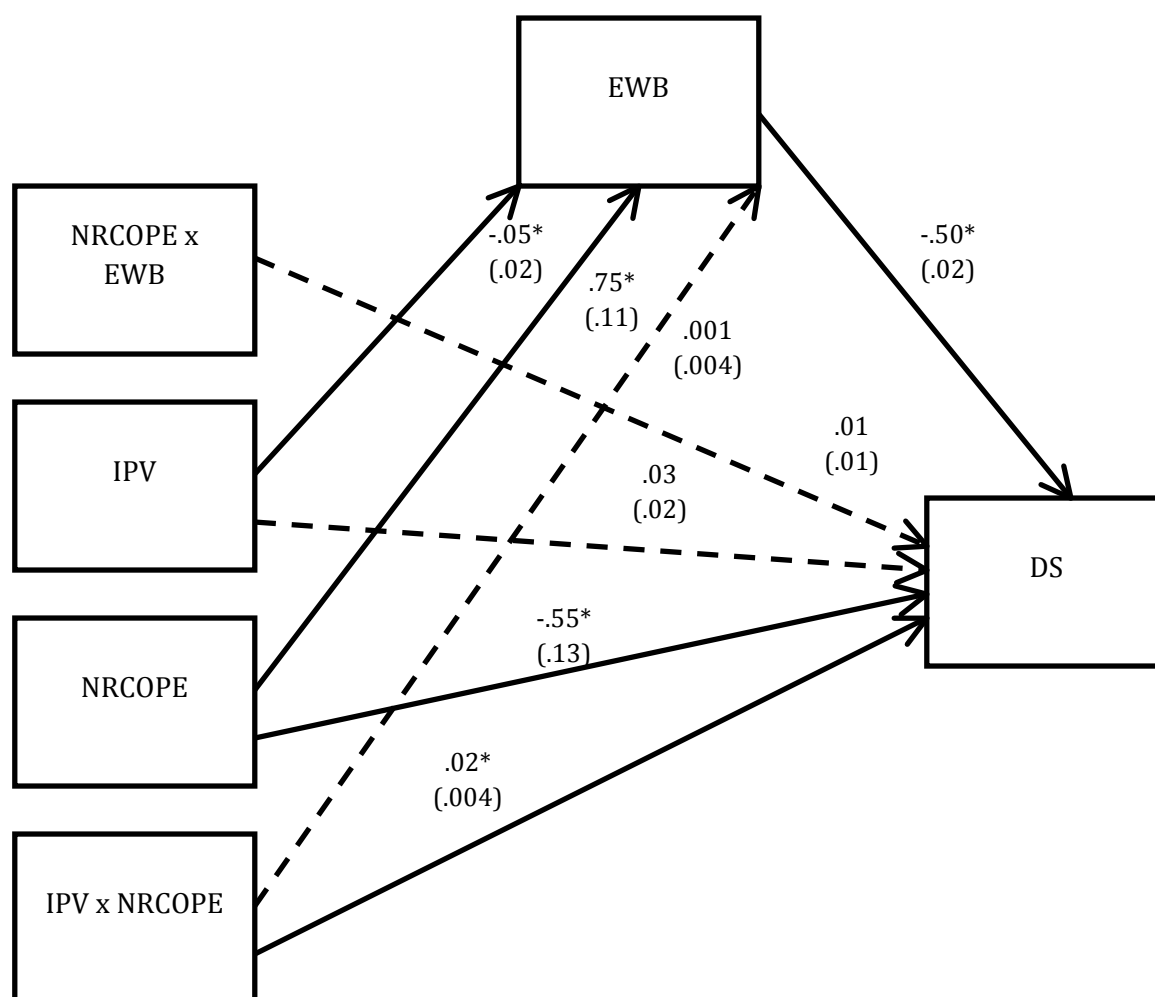 EWB
NRCOPE x
EWB
-.05*
(.02)
.75*
(.11)
-.50*
(.02)
.001
(.004)
IPV
.01
(.01)
.03
(.02)
DS
NRCOPE
-.55*
(.13)
.02*
(.004)
IPV x NRCOPE